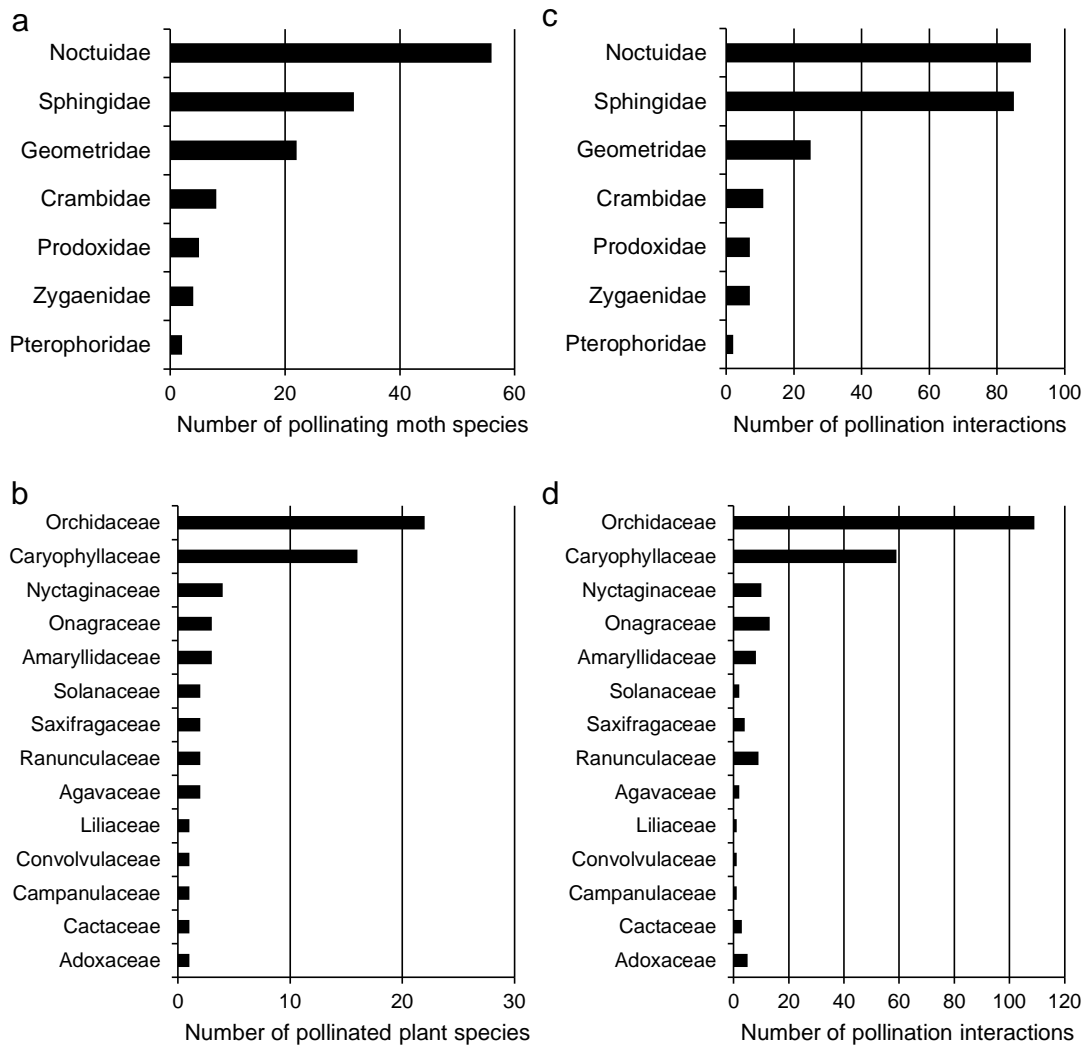 a
Noctuidae
Sphingidae
Geometridae
Crambidae
Prodoxidae
Zygaenidae
Pterophoridae
0 20 40 60
Number of pollinating moth species
c
Noctuidae
Sphingidae
Geometridae
Crambidae
Prodoxidae
Zygaenidae
Pterophoridae
0 20 40 60 80 100
Number of pollination interactions
b
Orchidaceae
Caryophyllaceae
Nyctaginaceae
Onagraceae
Amaryllidaceae
Solanaceae
Saxifragaceae
Ranunculaceae
Agavaceae
Liliaceae
Convolvulaceae
Campanulaceae
Cactaceae
Adoxaceae
0 10 20 30
Number of pollinated plant species
d
Orchidaceae
Caryophyllaceae
Nyctaginaceae
Onagraceae
Amaryllidaceae
Solanaceae
Saxifragaceae
Ranunculaceae
Agavaceae
Liliaceae
Convolvulaceae
Campanulaceae
Cactaceae
Adoxaceae
0 20 40 60 80 100 120
Number of pollination interactions